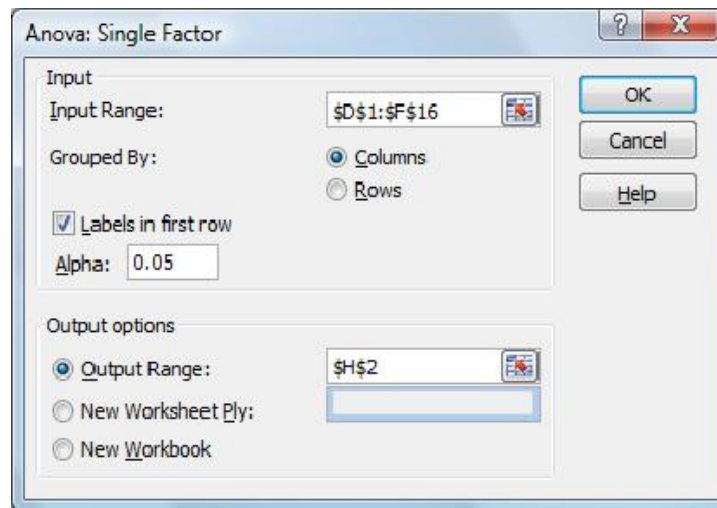 Anova: Single Factor
Input
Input Range: $D$1:$F$16
Grouped By: Columns
Rows
Labels in first row
Alpha: 0.05
Output options
Output Range: $H$2
New Worksheet Ply:
New Workbook
? X
OK
Cancel
Help